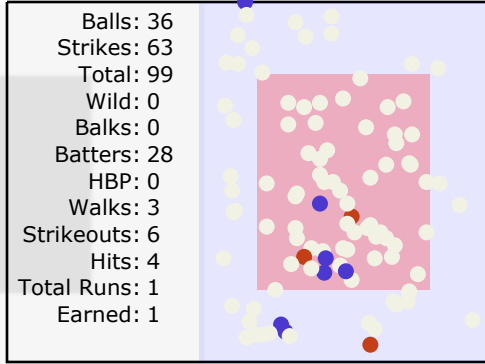 Balls: 36
Strikes: 63
Total: 99
Wild: 0
Balks: 0
Batters: 28
HBP: 0
Walks: 3
Strikeouts: 6
Hits: 4
Total Runs: 1
Earned: 1